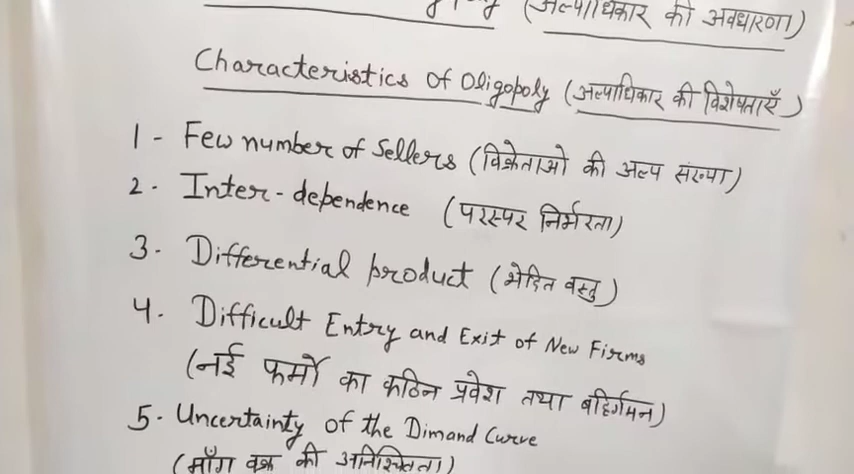 (अल्पाधिकार की अवधारणा)
Characteristics of Oligopoly (अल्पाधिकार की विशेषताएँ)
1 - Few number of Sellers (विक्रेताओ की अल्प संख्या)
2. Inter-dependence (परस्पर निर्भरता)
3. Differential product (भेदित वस्तु)
4. Difficult Entry and Exit of New Firms
(नई फर्मो का कठिन प्रवेश तथा बहिर्गमन)
5. Uncertainty of the Dimand Curve
(माँग वक्र की अनिश्चितता)